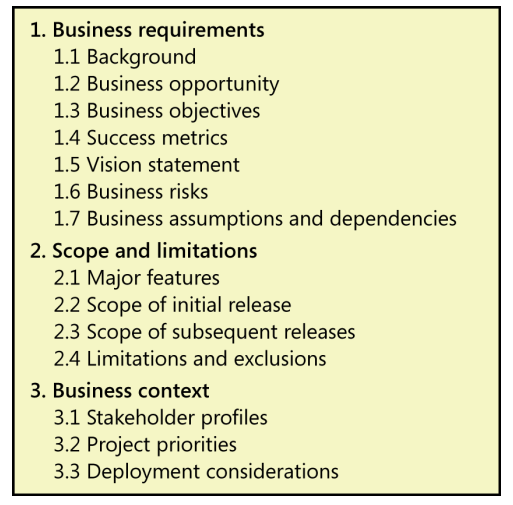 1. Business requirements
1.1 Background
1.2 Business opportunity
1.3 Business objectives
1.4 Success metrics
1.5 Vision statement
1.6 Business risks
1.7 Business assumptions and dependencies
2. Scope and limitations
2.1 Major features
2.2 Scope of initial release
2.3 Scope of subsequent releases
2.4 Limitations and exclusions
3. Business context
3.1 Stakeholder profiles
3.2 Project priorities
3.3 Deployment considerations